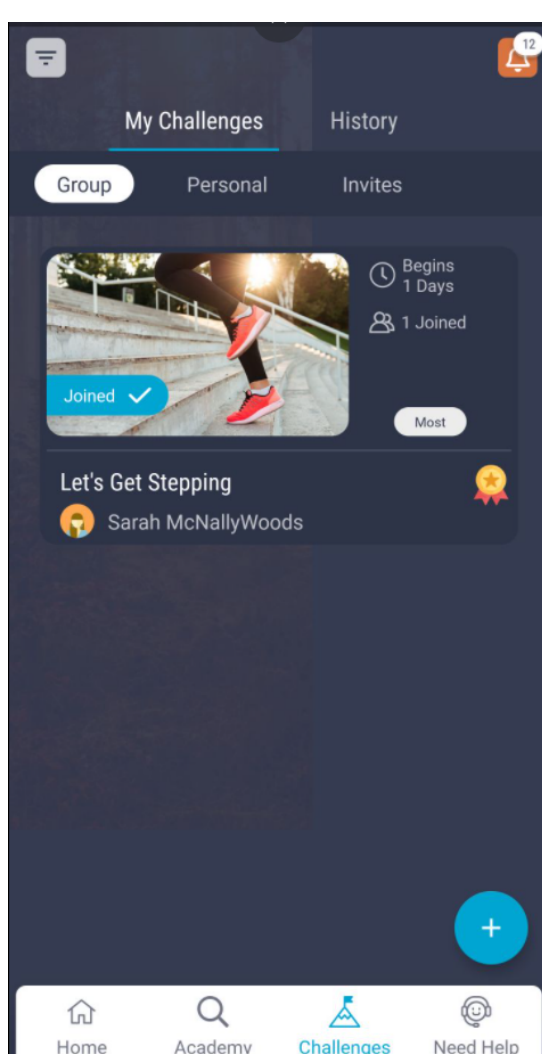 12
My Challenges
History
Group
Personal
Invites
Begins
1 Days
1 Joined
Joined
Most
Let's Get Stepping
Sarah McNallyWoods
+
Home
Academy
Challenges
Need Help